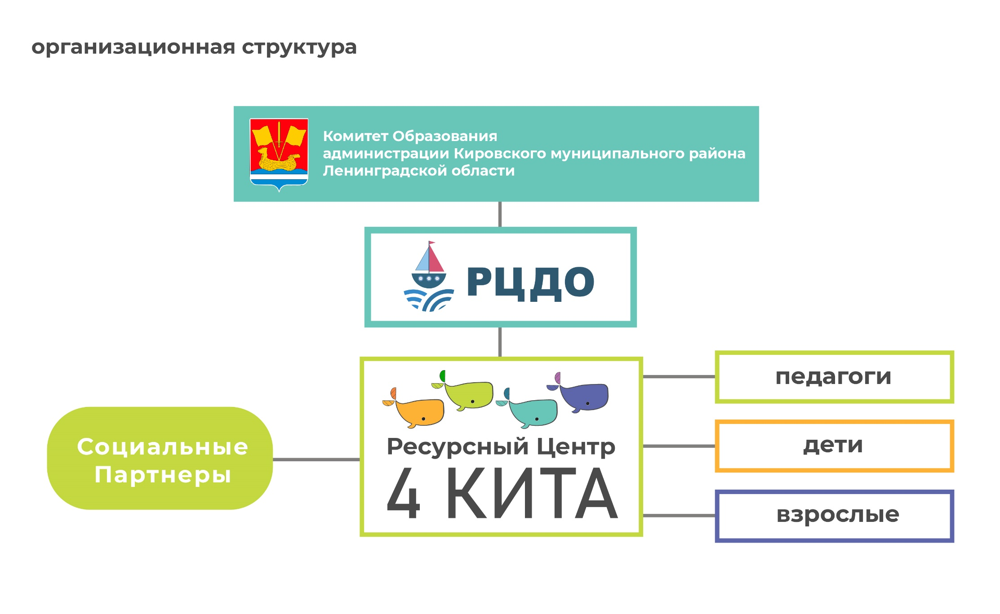 организационная структура
Комитет Образования
администрации Кировского муниципального района
Ленинградской области
РЦДО
Ресурсный Центр
4 КИТА
Социальные
Партнеры
педагоги
дети
взрослые